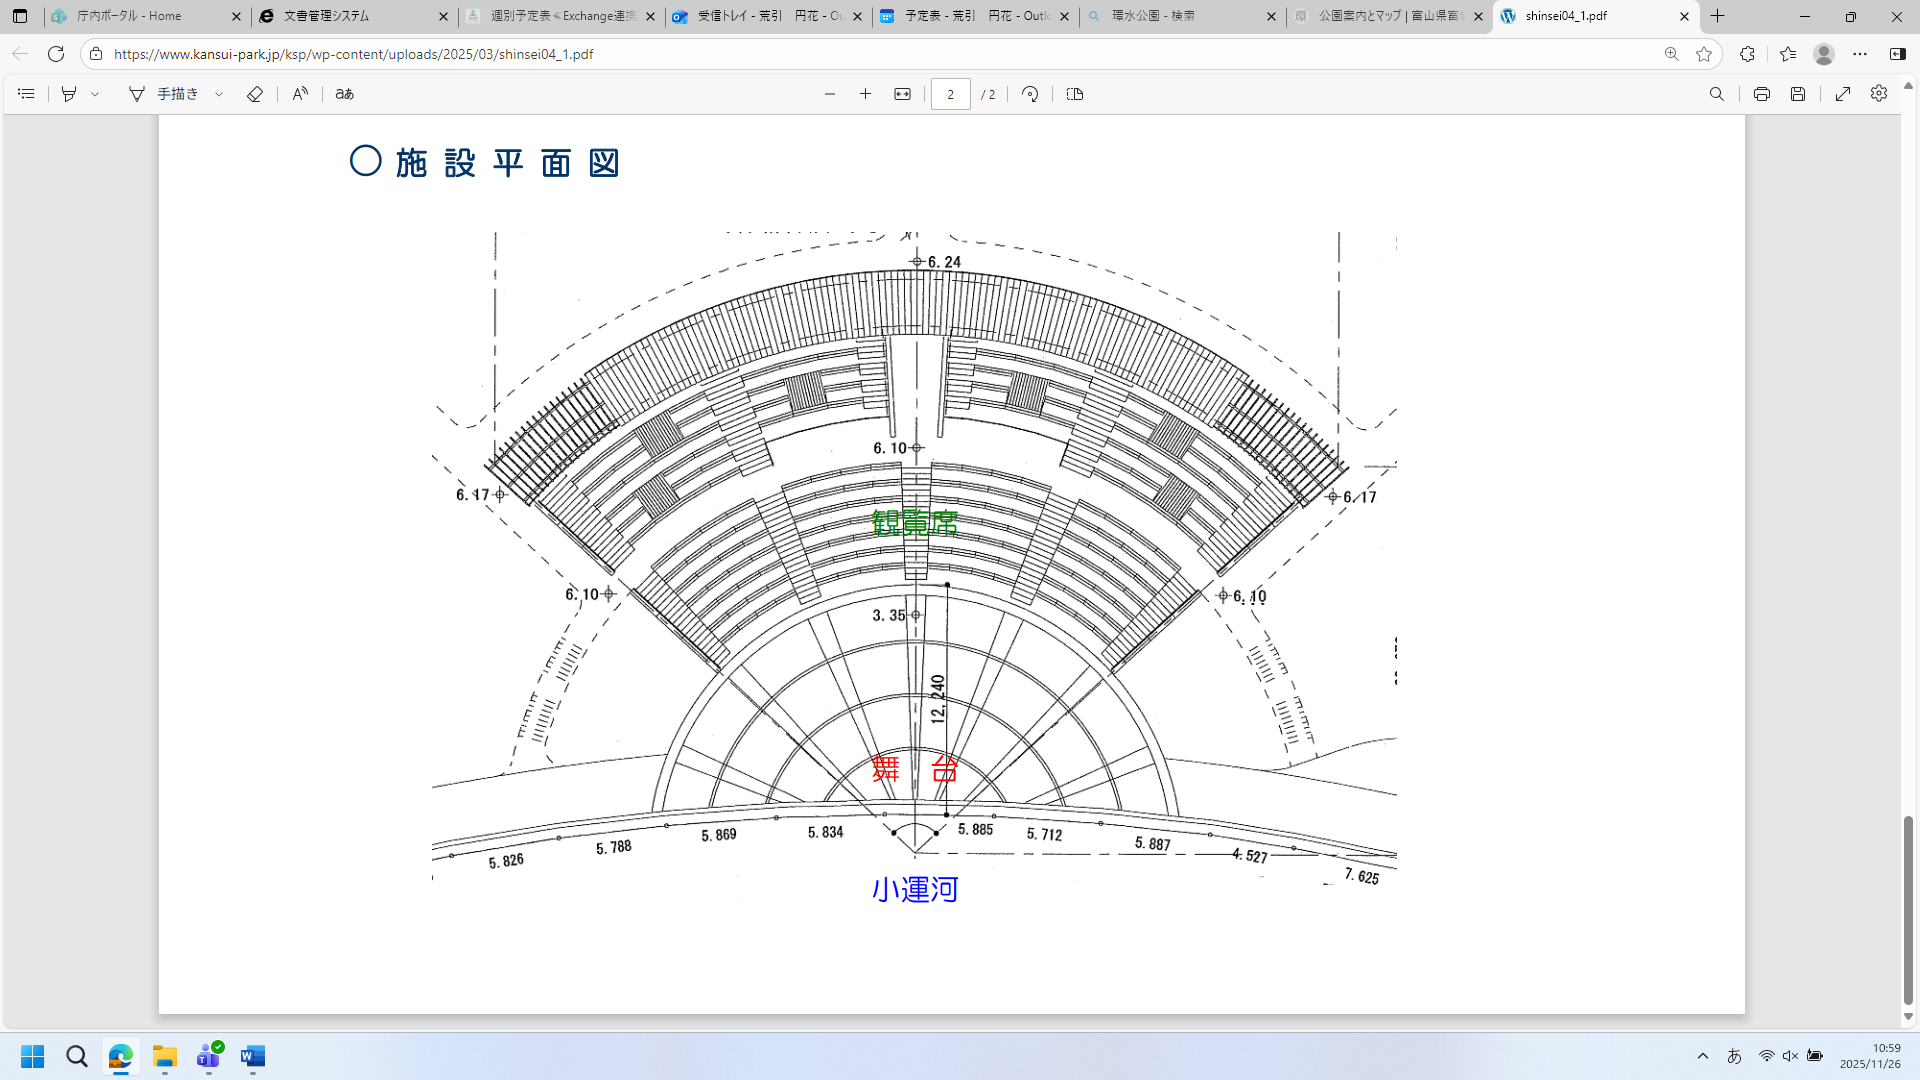 庁内ポータル - Home
文書管理システム
週別予定表≪Exchange連携
受信トレイ - 荒引　円花 - Ou
予定表 - 荒引　円花 - Outlo
環水公園 - 検索
公園案内とマップ | 富山県富岩
shinsei04_1.pdf
https://www.kansui-park.jp/ksp/wp-content/uploads/2025/03/shinsei04_1.pdf
手描き
aあ
2 / 2
〇 施 設 平 面 図
6.24
6.10
6.17
6.17
観覧席
6.10
6.10
3.35
12,240
舞　台
5.826
5.788
5.869
5.834
5.885
5.712
5.887
4.527
7.625
小運河
あ
10:59
2025/11/26